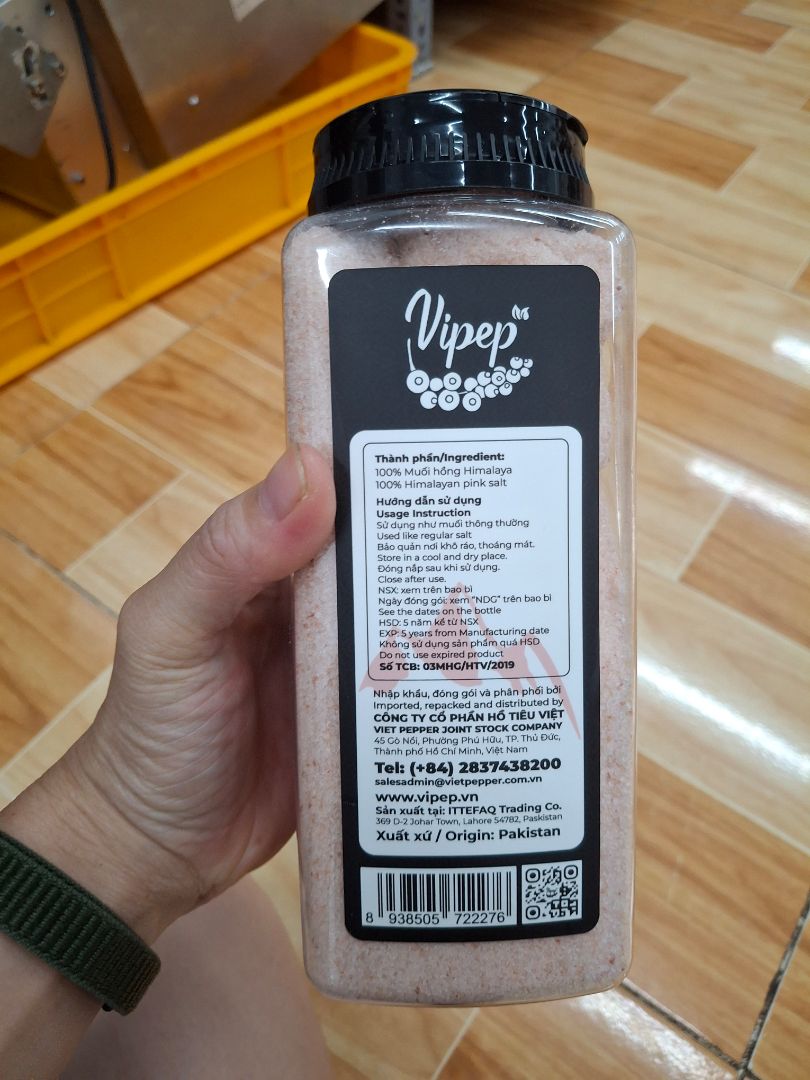 Vipep
Thành phần/Ingredient:
100% Muối hồng Himalaya
100% Himalayan pink salt
Hướng dẫn sử dụng
Usage Instruction
Sử dụng như muối thông thường
Used like regular salt
Bảo quản nơi khô ráo, thoáng mát.
Store in a cool and dry place.
Đóng nắp sau khi sử dụng.
Close after use.
NSX: xem trên bao bì
Ngày đóng gói: xem "NDG" trên bao bì
See the dates on the bottle
HSD: 5 năm kể từ NSX
EXP: 5 years from Manufacturing date
Không sử dụng sản phẩm quá HSD
Do not use expired product
Số TCB: 03MHG/HTV/2019
Nhập khẩu, đóng gói và phân phối bởi
Imported, repacked and distributed by
CÔNG TY CỔ PHẦN HỒ TIÊU VIỆT
VIET PEPPER JOINT STOCK COMPANY
45 Gò Nổi, Phường Phú Hữu, TP. Thủ Đức,
Thành phố Hồ Chí Minh, Việt Nam
Tel: (+84) 2837438200
salesadmin@vietpepper.com.vn
www.vipep.vn
Sản xuất tại: ITTEFAQ Trading Co.
369 D-2 Johar Town, Lahore 54782, Paskistan
Xuất xứ / Origin: Pakistan
8 938505 722276